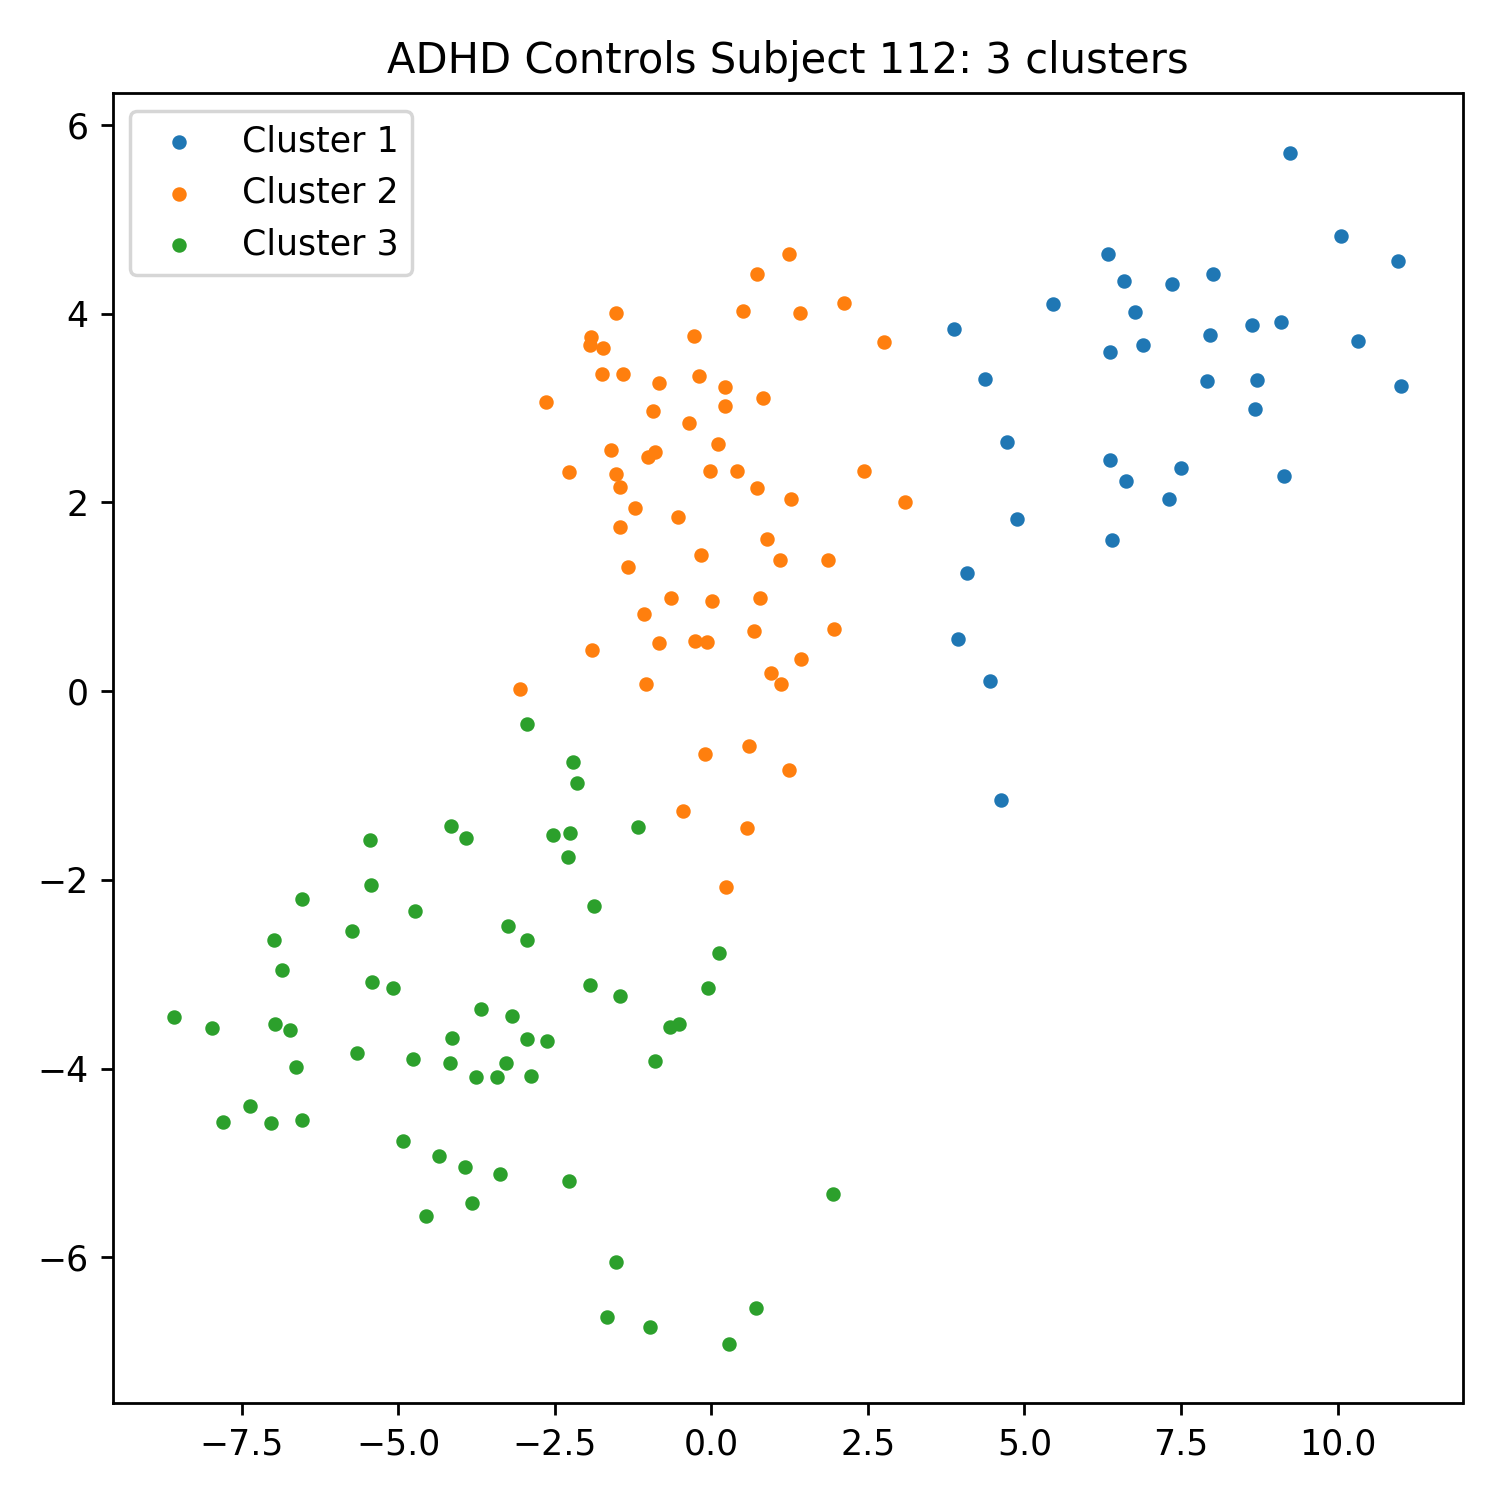 ADHD Controls Subject 112: 3 clusters
Cluster 1
Cluster 2
Cluster 3
6
4
2
0
−2
−4
−6
−7.5 −5.0 −2.5 0.0 2.5 5.0 7.5 10.0